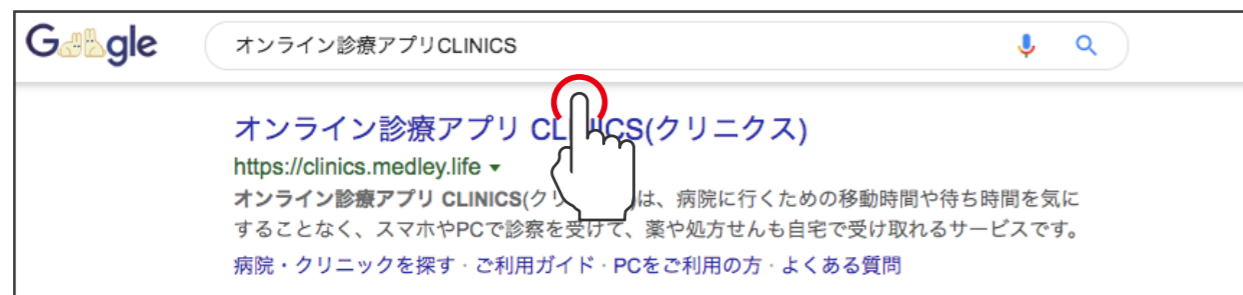 G gle
オンライン診療アプリCLINICS
オンライン診療アプリ CL CS(クリニクス)
https://clinics.medley.life
オンライン診療アプリ CLINICS(クリ は、病院に行くための移動時間や待ち時間を気に
することなく、スマホやPCで診察を受けて、薬や処方せんも自宅で受け取れるサービスです。
病院・クリニックを探す · ご利用ガイド · PCをご利用の方 · よくある質問